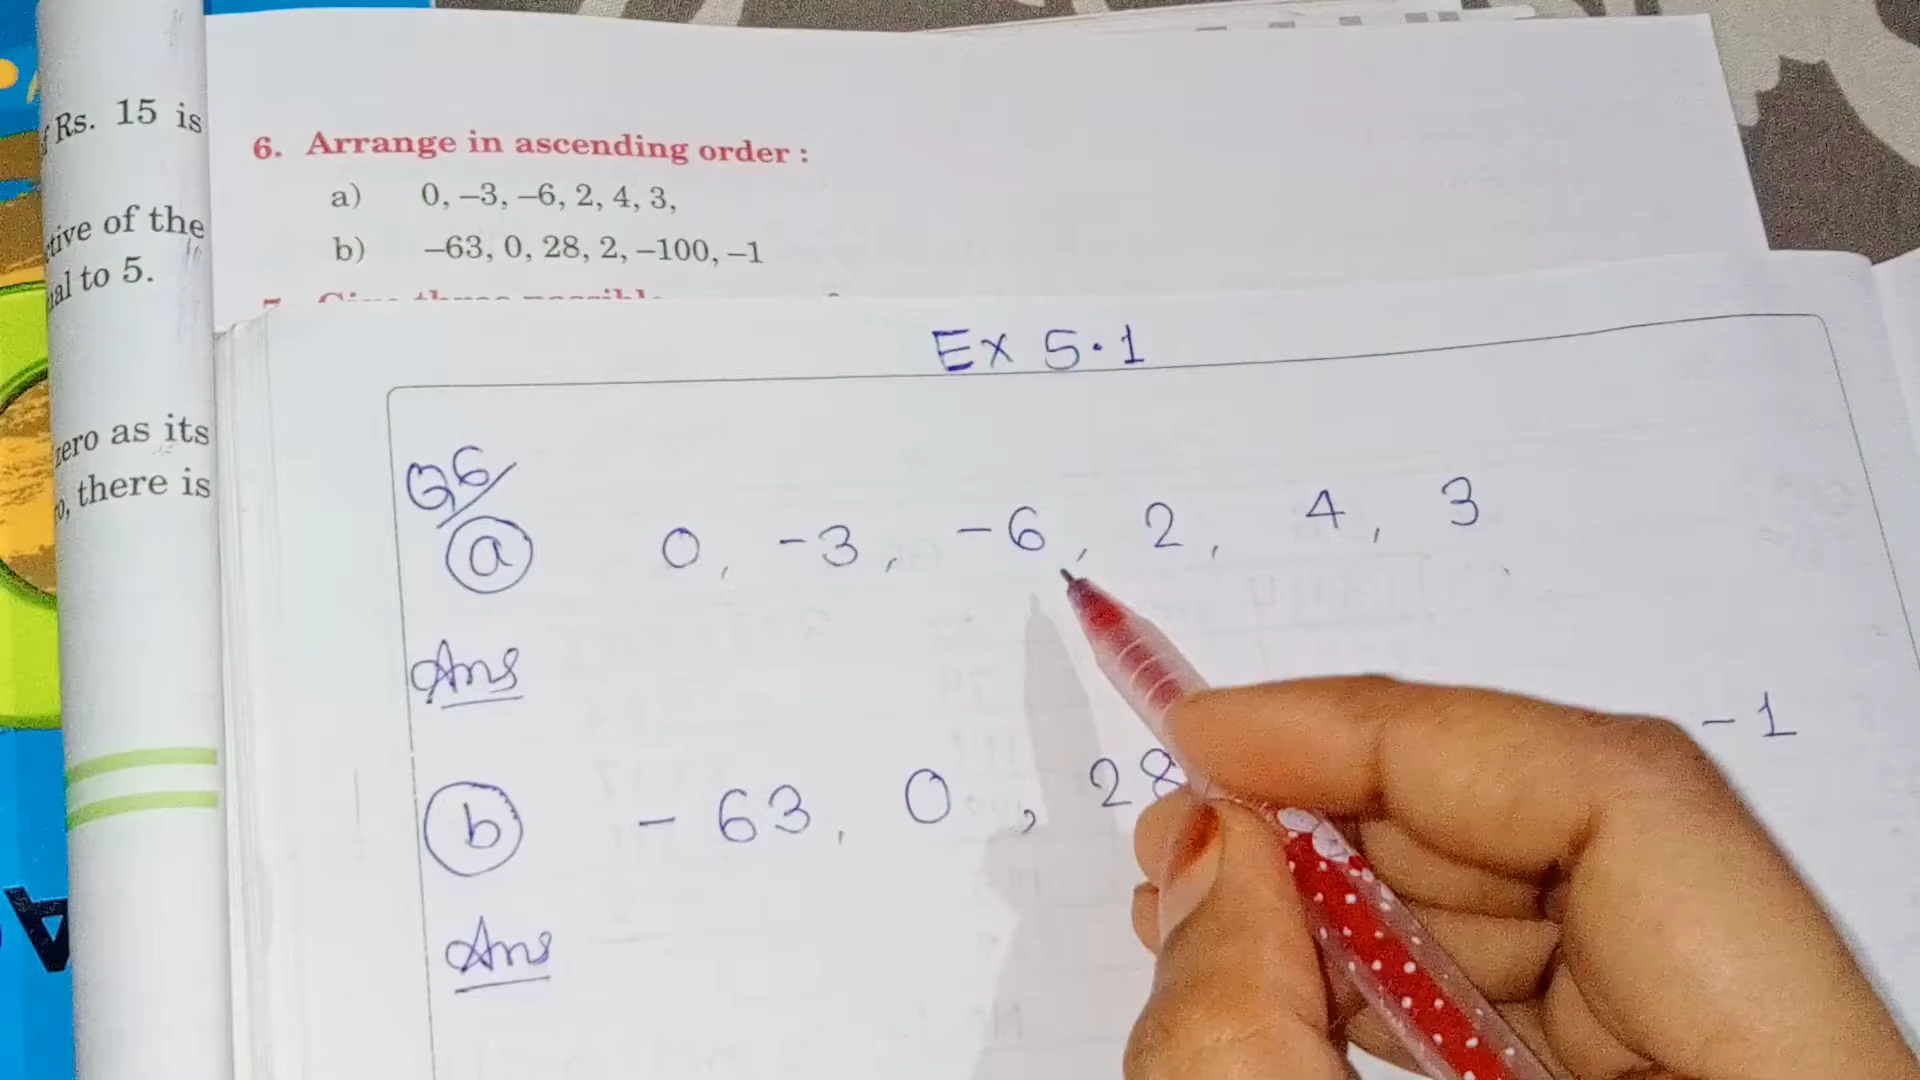 Rs. 15 is
of the
to 5.
zero as its
there is
6. Arrange in ascending order :
a) 0, –3, –6, 2, 4, 3,
b) –63, 0, 28, 2, –100, –1
Ex 5.1
Q6
a 0, -3, -6, 2, 4, 3
Ans
b - 63, 0, 28 - 1
Ans